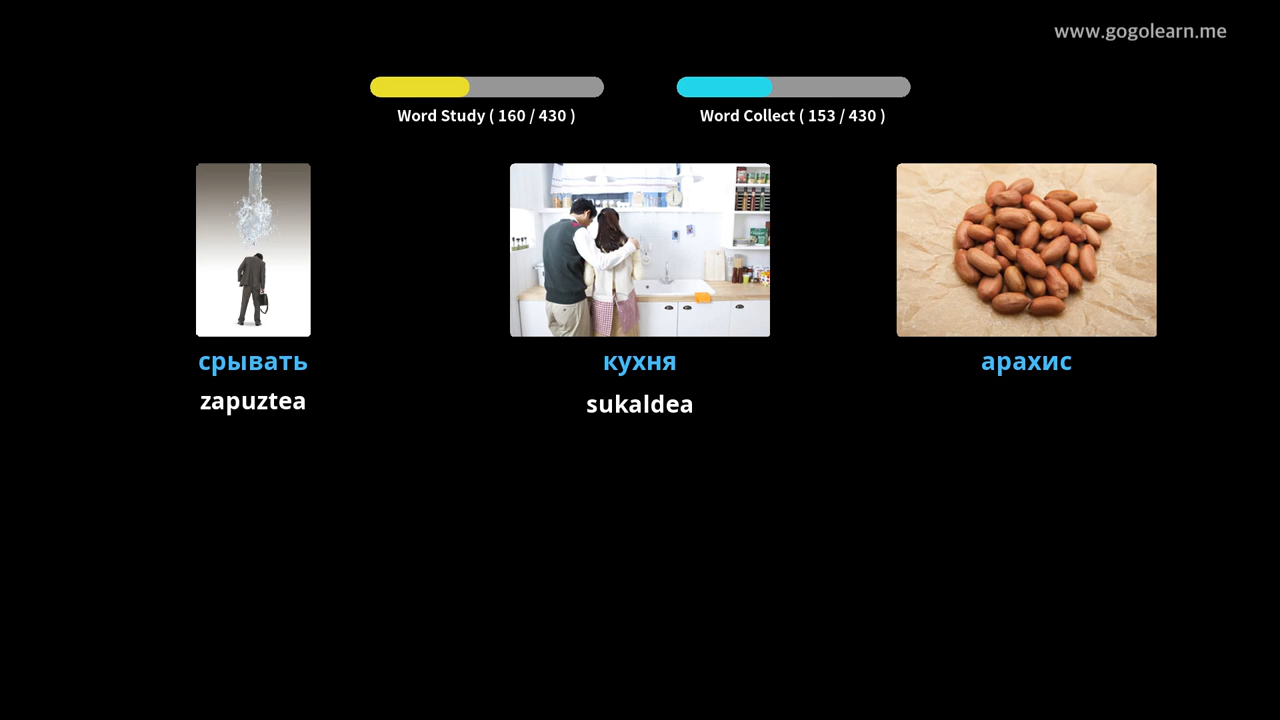 www.gogolearn.me
Word Study ( 160 / 430 )
Word Collect ( 153 / 430 )
срывать
кухня
арахис
zapuztea
sukaldea